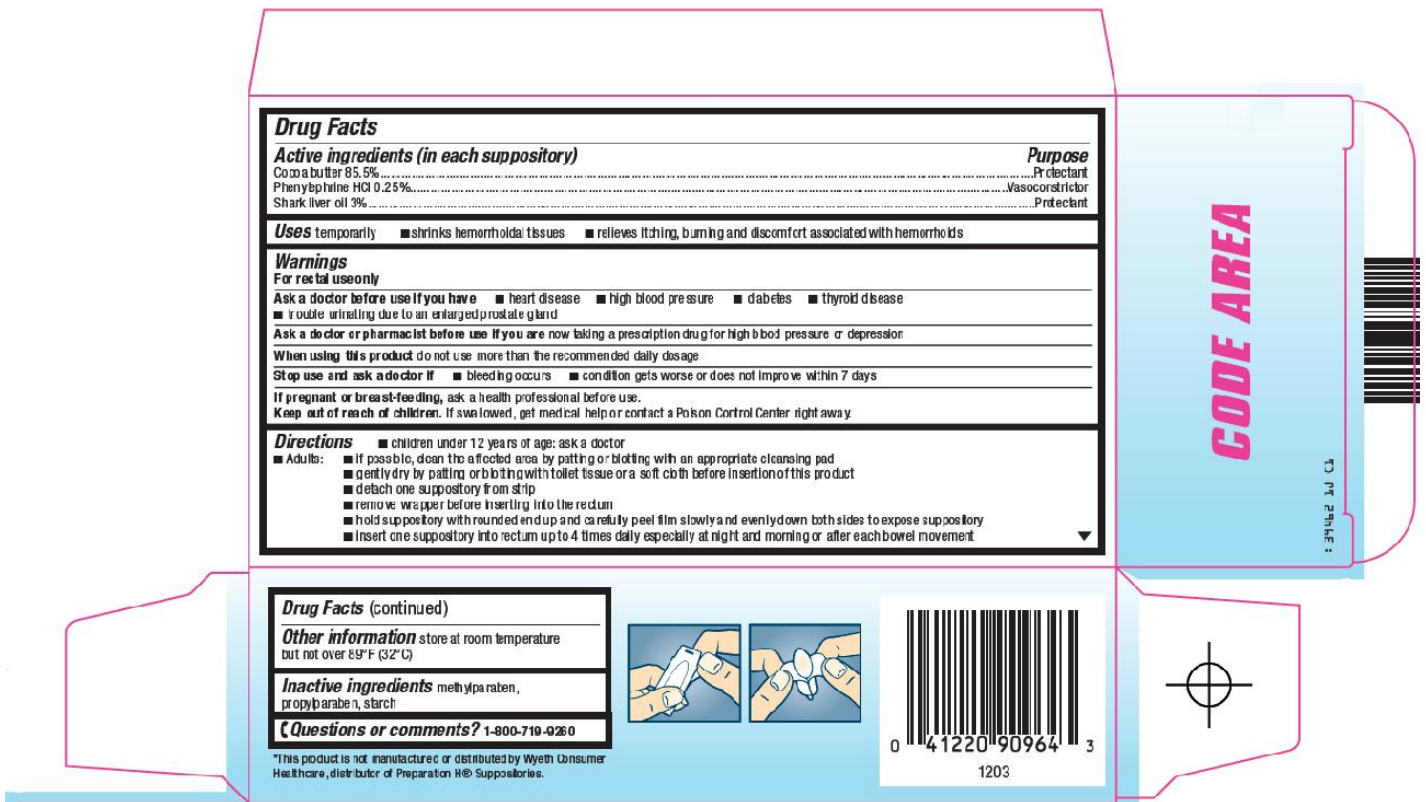 Drug Facts
Active ingredients (in each suppository) Purpose
Cocoa butter 85.5% Protectant
Phenylephrine HCl 0.25% Vasoconstrictor
Shark liver oil 3% Protectant
Uses temporarily ■ shrinks hemorrhoidal tissues ■ relieves itching, burning and discomfort associated with hemorrhoids
Warnings
For rectal use only
Ask a doctor before use if you have ■ heart disease ■ high blood pressure ■ diabetes ■ thyroid disease
■ trouble urinating due to an enlarged prostate gland
Ask a doctor or pharmacist before use if you are now taking a prescription drug for high blood pressure or depression
When using this product do not use more than the recommended daily dosage
Stop use and ask a doctor if ■ bleeding occurs ■ condition gets worse or does not improve within 7 days
If pregnant or breast-feeding, ask a health professional before use.
Keep out of reach of children. If swallowed, get medical help or contact a Poison Control Center right away.
Directions ■ children under 12 years of age: ask a doctor
■ Adults: ■ if possible, clean the affected area by patting or blotting with an appropriate cleansing pad
■ gently dry by patting or blotting with toilet tissue or a soft cloth before insertion of this product
■ detach one suppository from strip
■ remove wrapper before inserting into the rectum
■ hold suppository with rounded end up and carefully peel film slowly and evenly down both sides to expose suppository
■ insert one suppository into rectum up to 4 times daily especially at night and morning or after each bowel movement
CODE AREA
Drug Facts (continued)
Other information store at room temperature
but not over 89°F (32°C)
Inactive ingredients methylparaben,
propylparaben, starch
Questions or comments? 1-800-719-9260
*This product is not manufactured or distributed by Wyeth Consumer
Healthcare, distributor of Preparation H® Suppositories.
0 41220 90964 3
1203